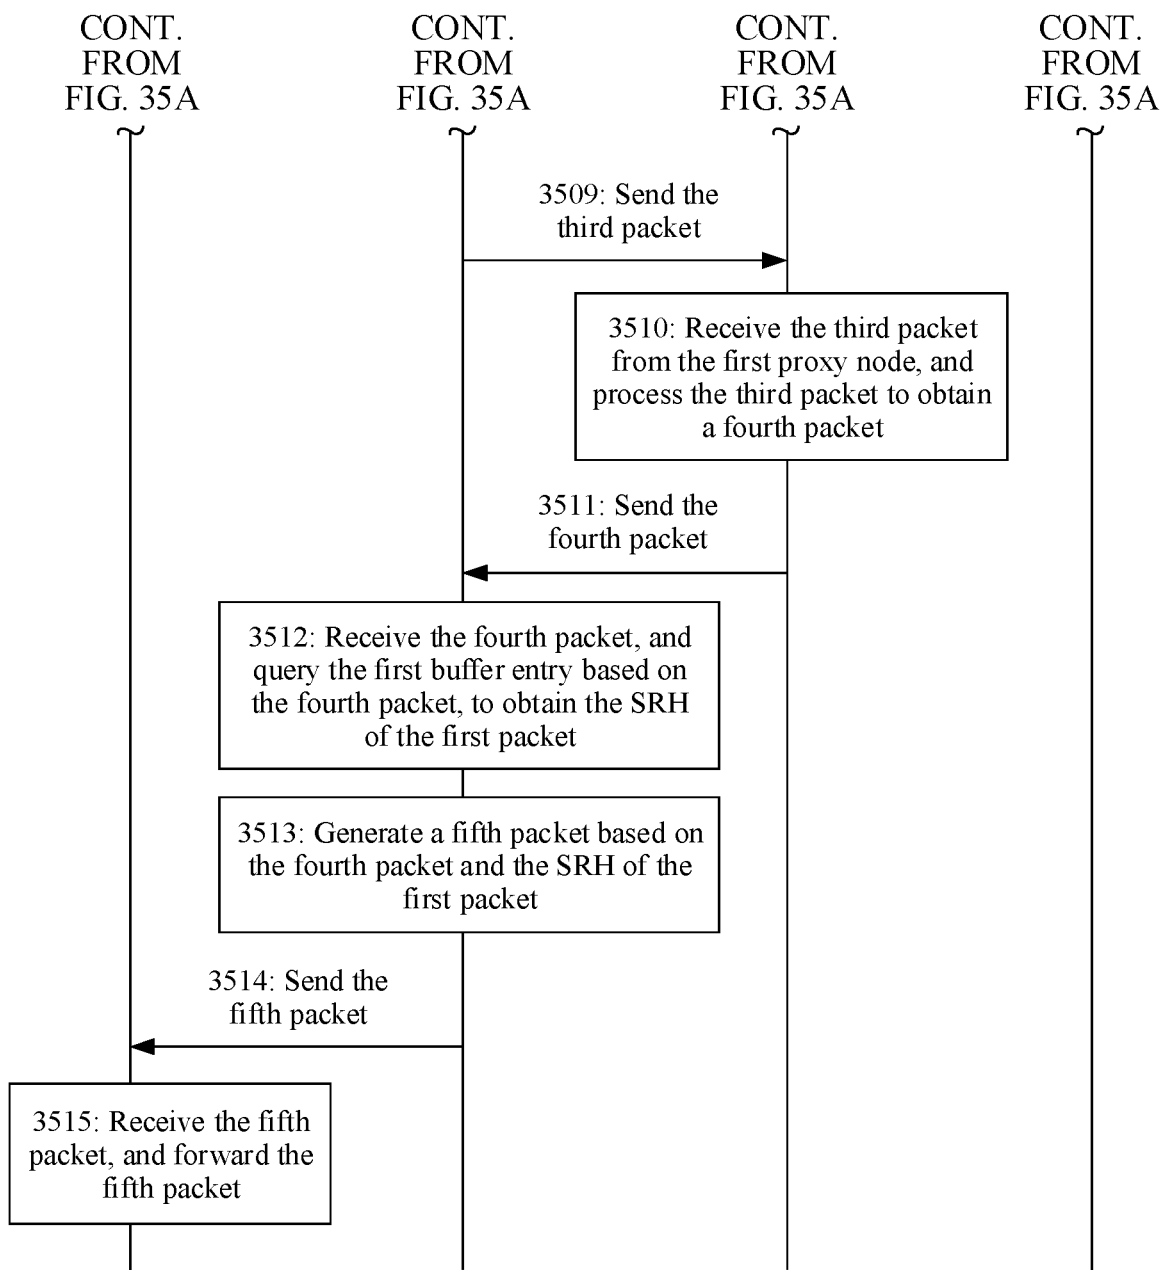 CONT.
FROM
FIG. 35A
CONT.
FROM
FIG. 35A
CONT.
FROM
FIG. 35A
CONT.
FROM
FIG. 35A
3509: Send the
third packet
3510: Receive the third packet
from the first proxy node, and
process the third packet to obtain
a fourth packet
3511: Send the
fourth packet
3512: Receive the fourth packet, and
query the first buffer entry based on
the fourth packet, to obtain the SRH
of the first packet
3513: Generate a fifth packet based on
the fourth packet and the SRH of the
first packet
3514: Send the
fifth packet
3515: Receive the fifth
packet, and forward the
fifth packet